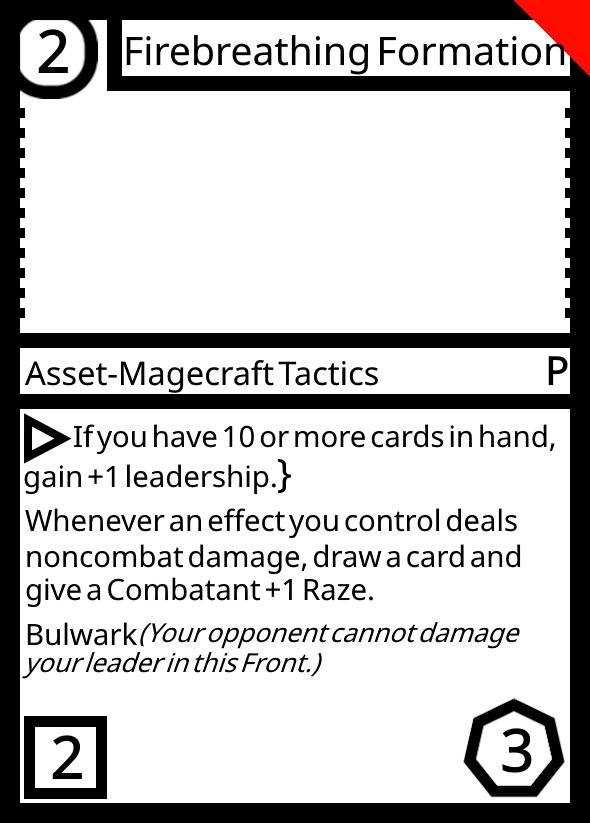 2
Firebreathing Formation
Asset-Magecraft Tactics
P
If you have 10 or more cards in hand,
gain +1 leadership.}
Whenever an effect you control deals
noncombat damage, draw a card and
give a Combatant +1 Raze.
Bulwark (Your opponent cannot damage
your leader in this Front.)
2
3